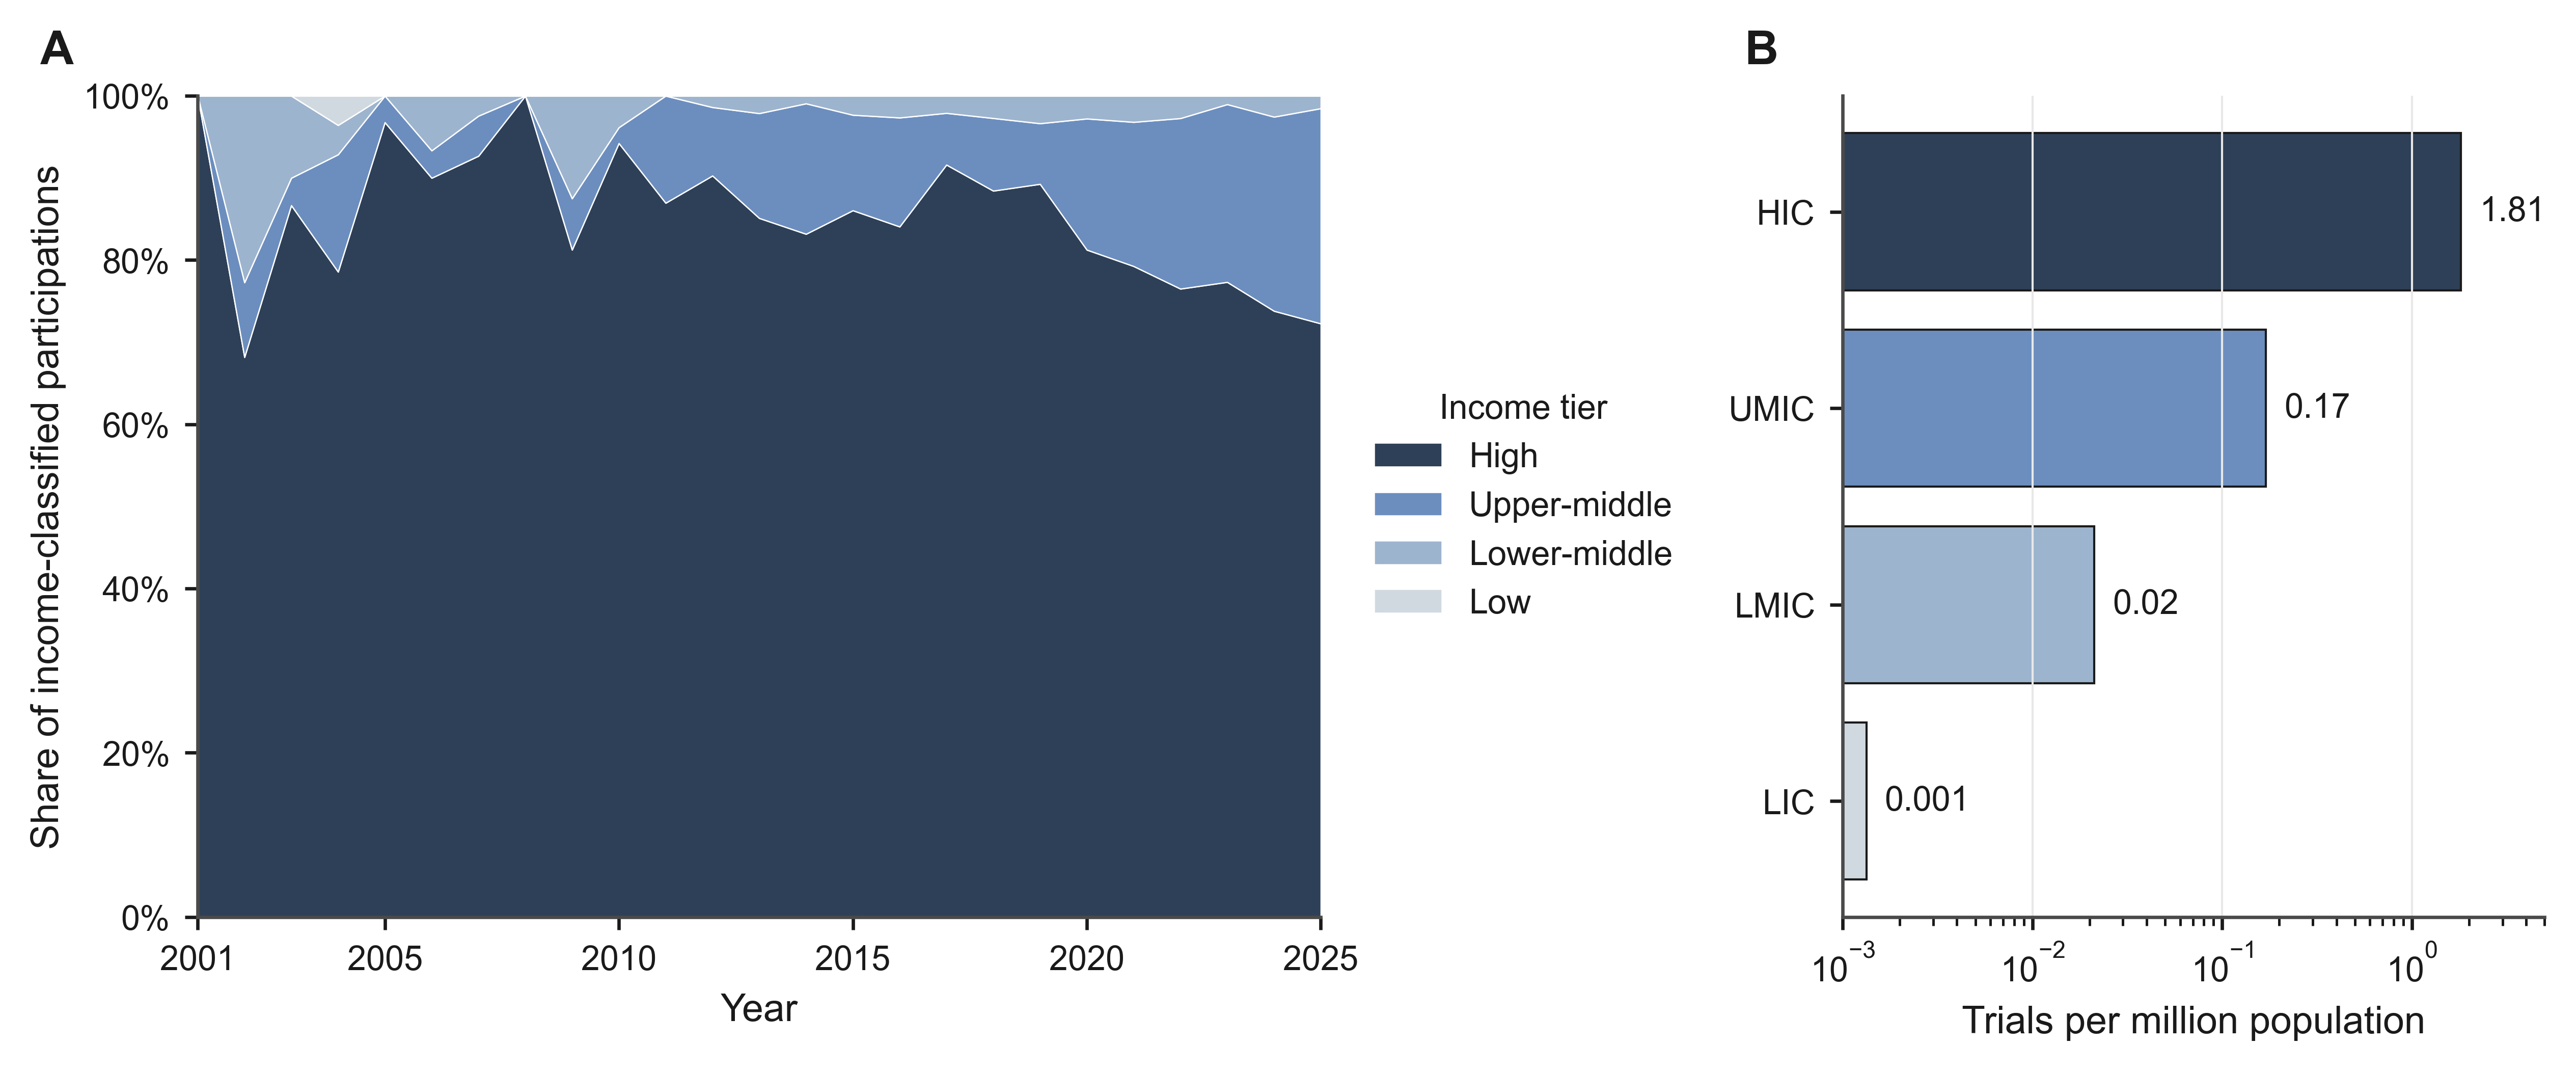 A
Share of income-classified participations
100%
80%
60%
40%
20%
0%
2001
2005
2010
2015
2020
2025
Year
Income tier
High
Upper-middle
Lower-middle
Low
B
HIC
UMIC
LMIC
LIC
1.81
0.17
0.02
0.001
10⁻³
10⁻²
10⁻¹
10⁰
Trials per million population